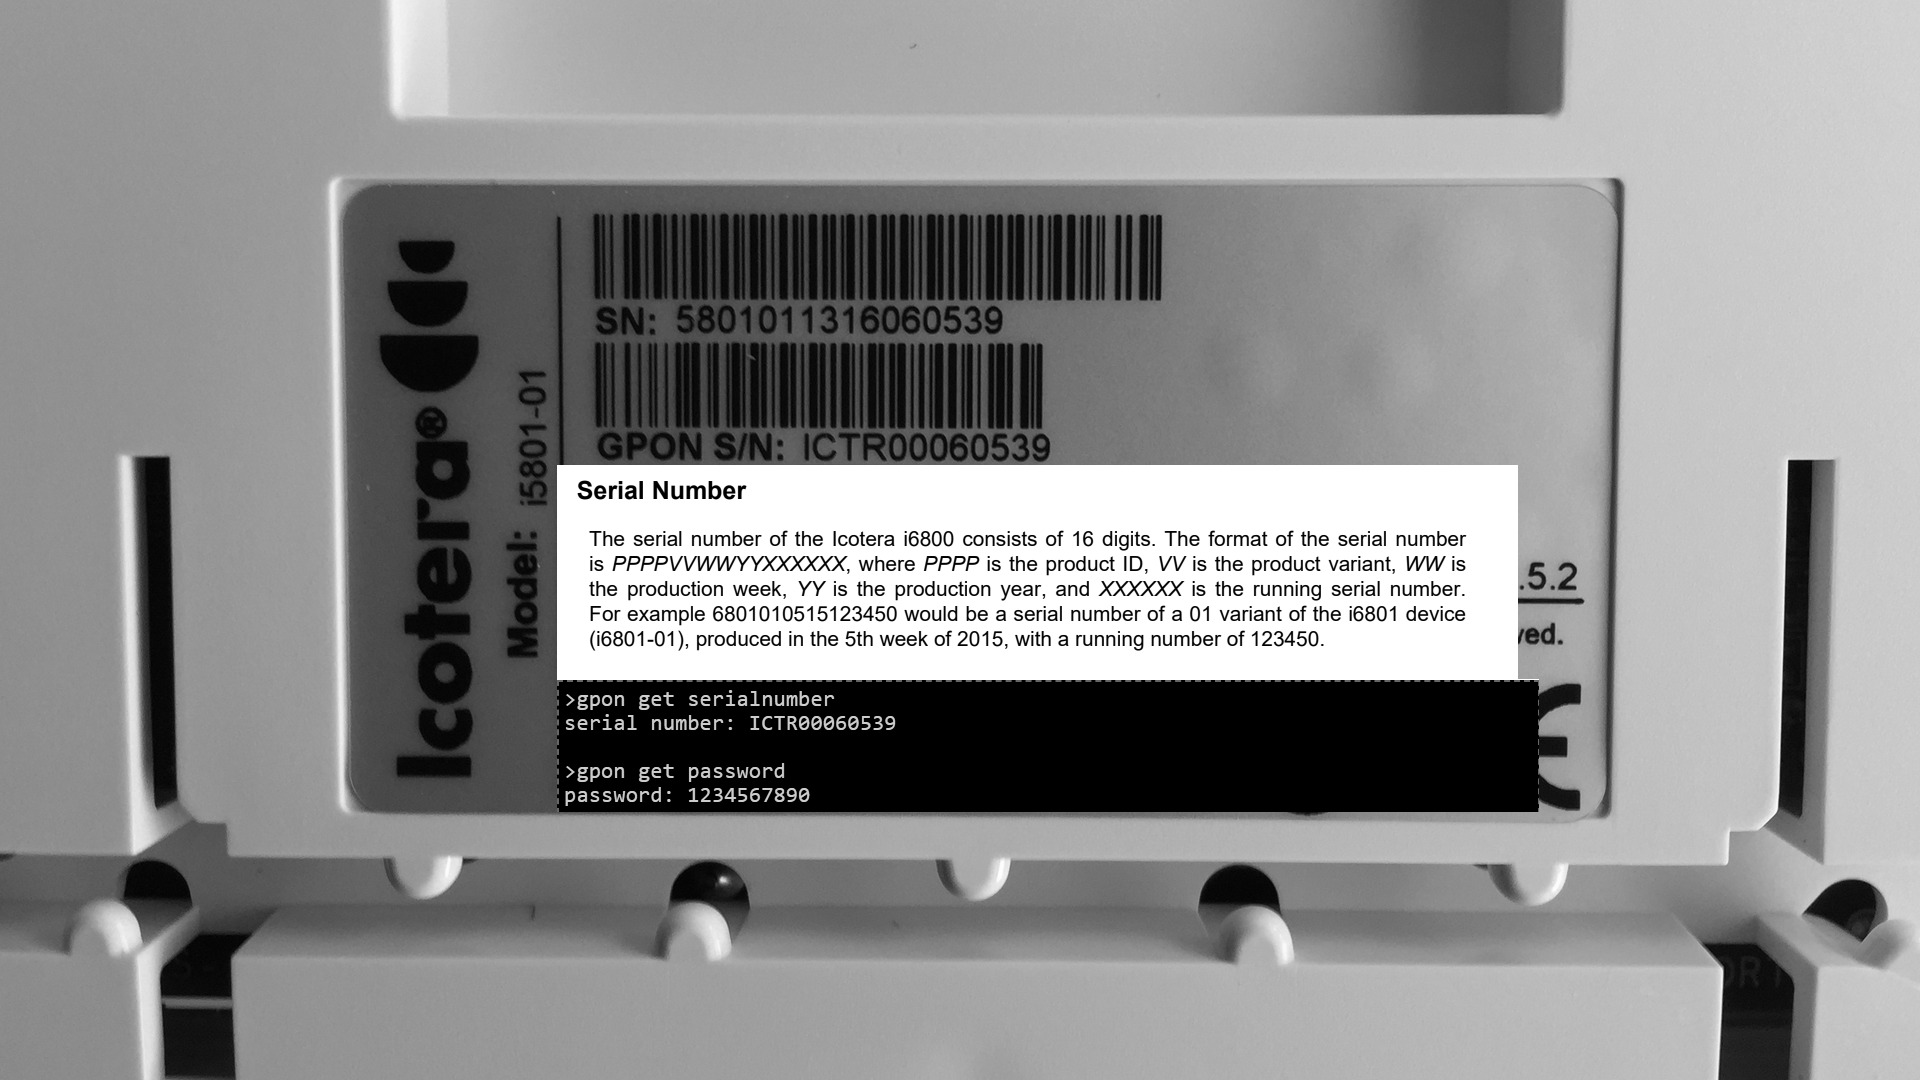 SN: 5801011316060539
GPON S/N: ICTR00060539
Icotera®
Model: i5801-01
Serial Number
The serial number of the Icotera i6800 consists of 16 digits. The format of the serial number
is PPPPVVWWYYXXXXXX, where PPPP is the product ID, VV is the product variant, WW is
the production week, YY is the production year, and XXXXXX is the running serial number.
For example 6801010515123450 would be a serial number of a 01 variant of the i6801 device
(i6801-01), produced in the 5th week of 2015, with a running number of 123450.
.5.2
ved.
>gpon get serialnumber
serial number: ICTR00060539
>gpon get password
password: 1234567890
CE